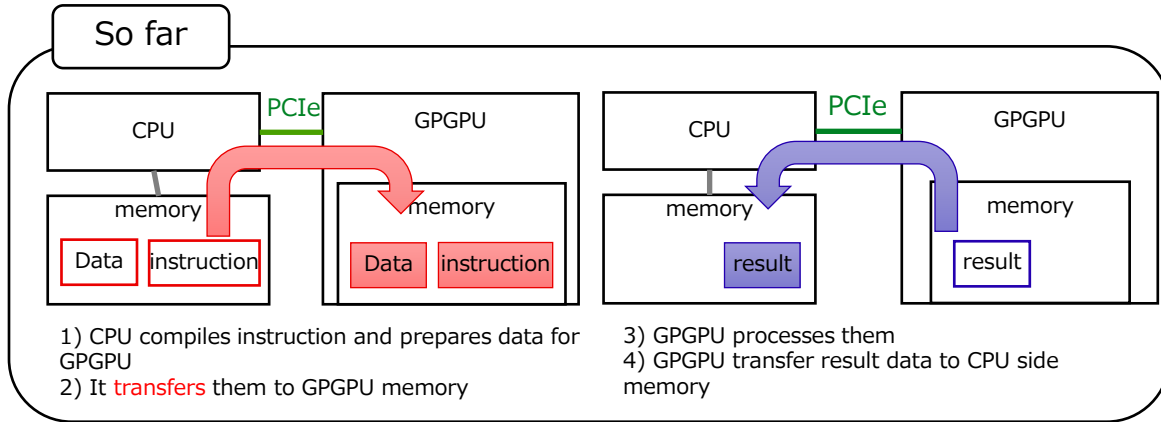 So far
PCIe
CPU
GPGPU
memory
Data
instruction
memory
Data
instruction
1) CPU compiles instruction and prepares data for
GPGPU
2) It transfers them to GPGPU memory
PCIe
CPU
GPGPU
memory
result
memory
result
3) GPGPU processes them
4) GPGPU transfer result data to CPU side
memory